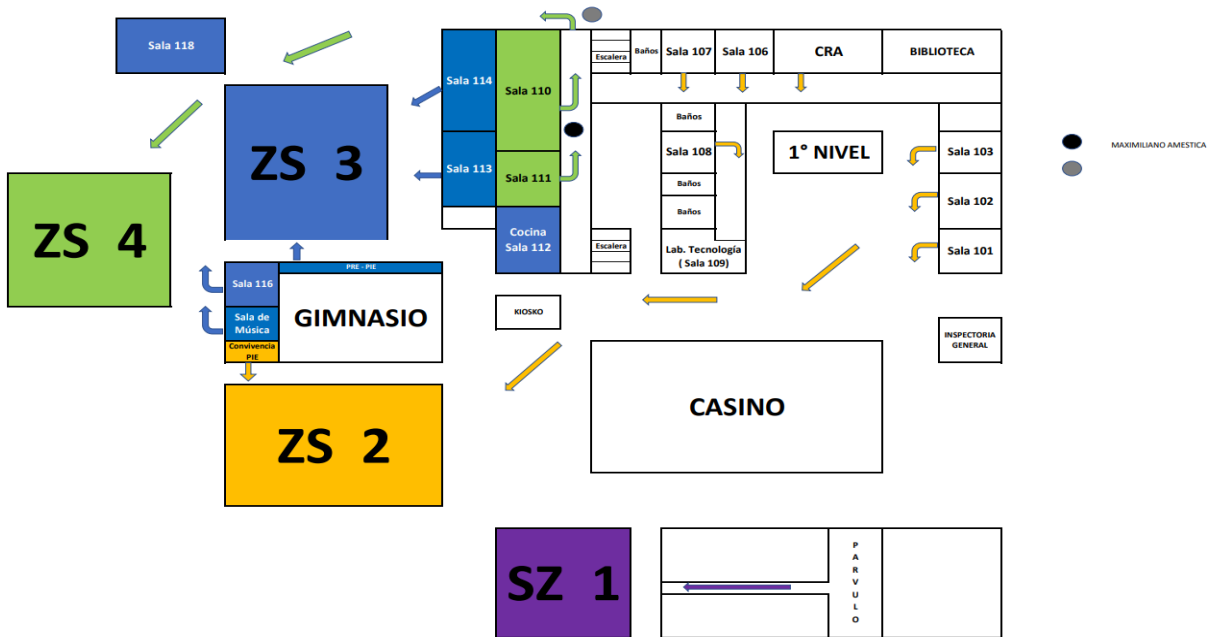 Sala 118
Escalera
Baños
Sala 107
Sala 106
CRA
BIBLIOTECA
Sala 114
Sala 110
ZS 3
Baños
Sala 108
1° NIVEL
Sala 103
MAXIMILIANO AMESTICA
Sala 113
Sala 111
Baños
Sala 102
ZS 4
Baños
Cocina
Sala 112
Escalera
Lab. Tecnología
( Sala 109)
Sala 101
PRE - PIE
Sala 116
GIMNASIO
Sala de
Música
KIOSKO
INSPECTORIA
GENERAL
Convivencia
PIE
CASINO
ZS 2
SZ 1
P
A
R
V
U
L
O